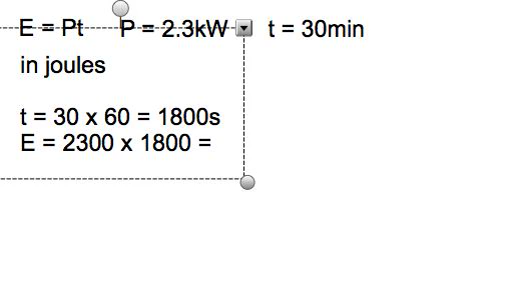 E = Pt P = 2.3kW t = 30min
in joules
t = 30 x 60 = 1800s
E = 2300 x 1800 =